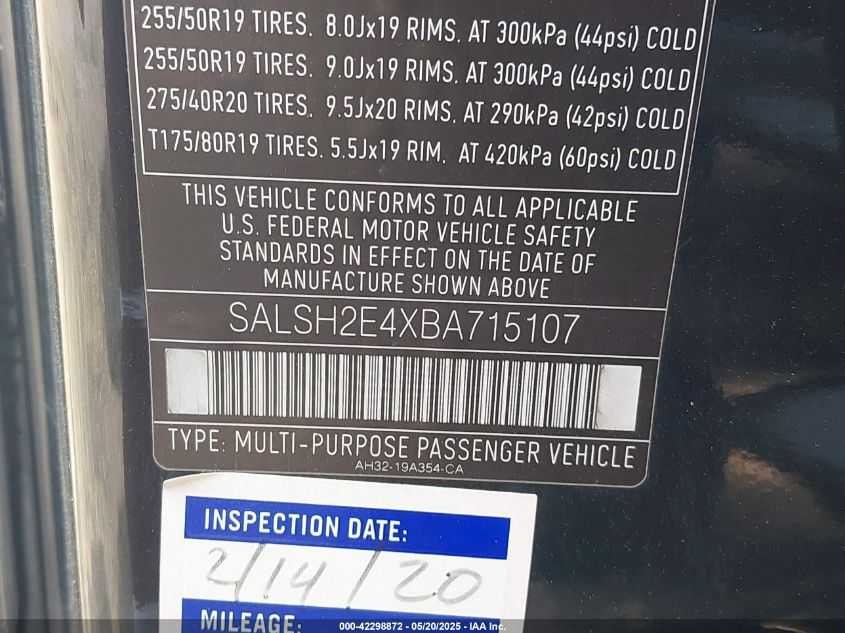 255/50R19 TIRES. 8.0Jx19 RIMS. AT 300kPa (44psi) COLD
255/50R19 TIRES. 9.0Jx19 RIMS. AT 300kPa (44psi) COLD
275/40R20 TIRES. 9.5Jx20 RIMS. AT 290kPa (42psi) COLD
T175/80R19 TIRES. 5.5Jx19 RIM. AT 420kPa (60psi) COLD
THIS VEHICLE CONFORMS TO ALL APPLICABLE
U.S. FEDERAL MOTOR VEHICLE SAFETY
STANDARDS IN EFFECT ON THE DATE OF
MANUFACTURE SHOWN ABOVE
SALSH2E4XBA715107
TYPE: MULTI-PURPOSE PASSENGER VEHICLE
AH32-19A354-CA
INSPECTION DATE:
2/14/20
MILEAGE:
000-42298872 - 05/20/2025 - IAA Inc.